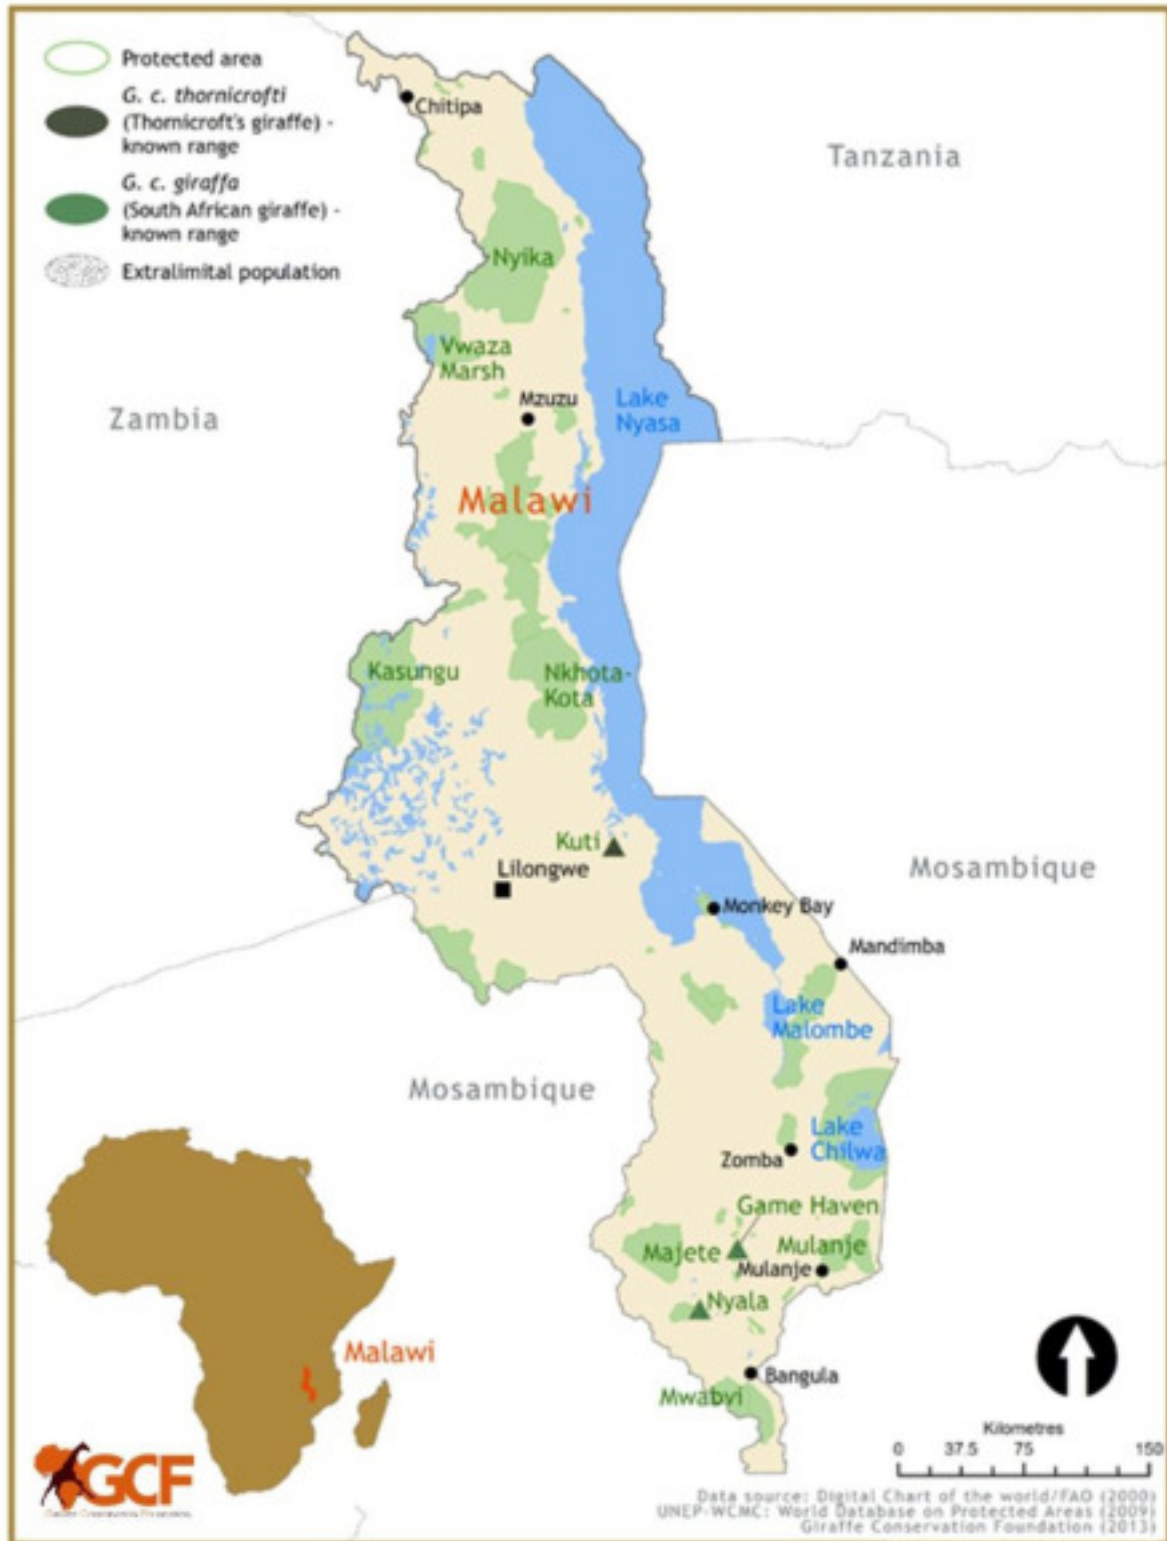 Protected area
G. c. thornicrofti
(Thornicroft's giraffe) -
known range
G. c. giraffa
(South African giraffe) -
known range
Extralimital population
Chitipa
Tanzania
Nyika
Vwaza
Marsh
Zambia
Mzuzu
Lake
Nyasa
Malawi
Kasungu
Nkhota-
Kota
Kuti
Lilongwe
Mosambique
Monkey Bay
Mandimba
Lake
Malombe
Mosambique
Lake
Chilwa
Zomba
Game Haven
Majete
Mulanje
Mulanje
Nyala
Malawi
Bangula
Mwabvi
Kilometres
0 37.5 75 150
GCF
Data source: Digital Chart of the world/FAO (2000)
UNEP-WCMC: World Database on Protected Areas (2009)
Giraffe Conservation Foundation (2013)